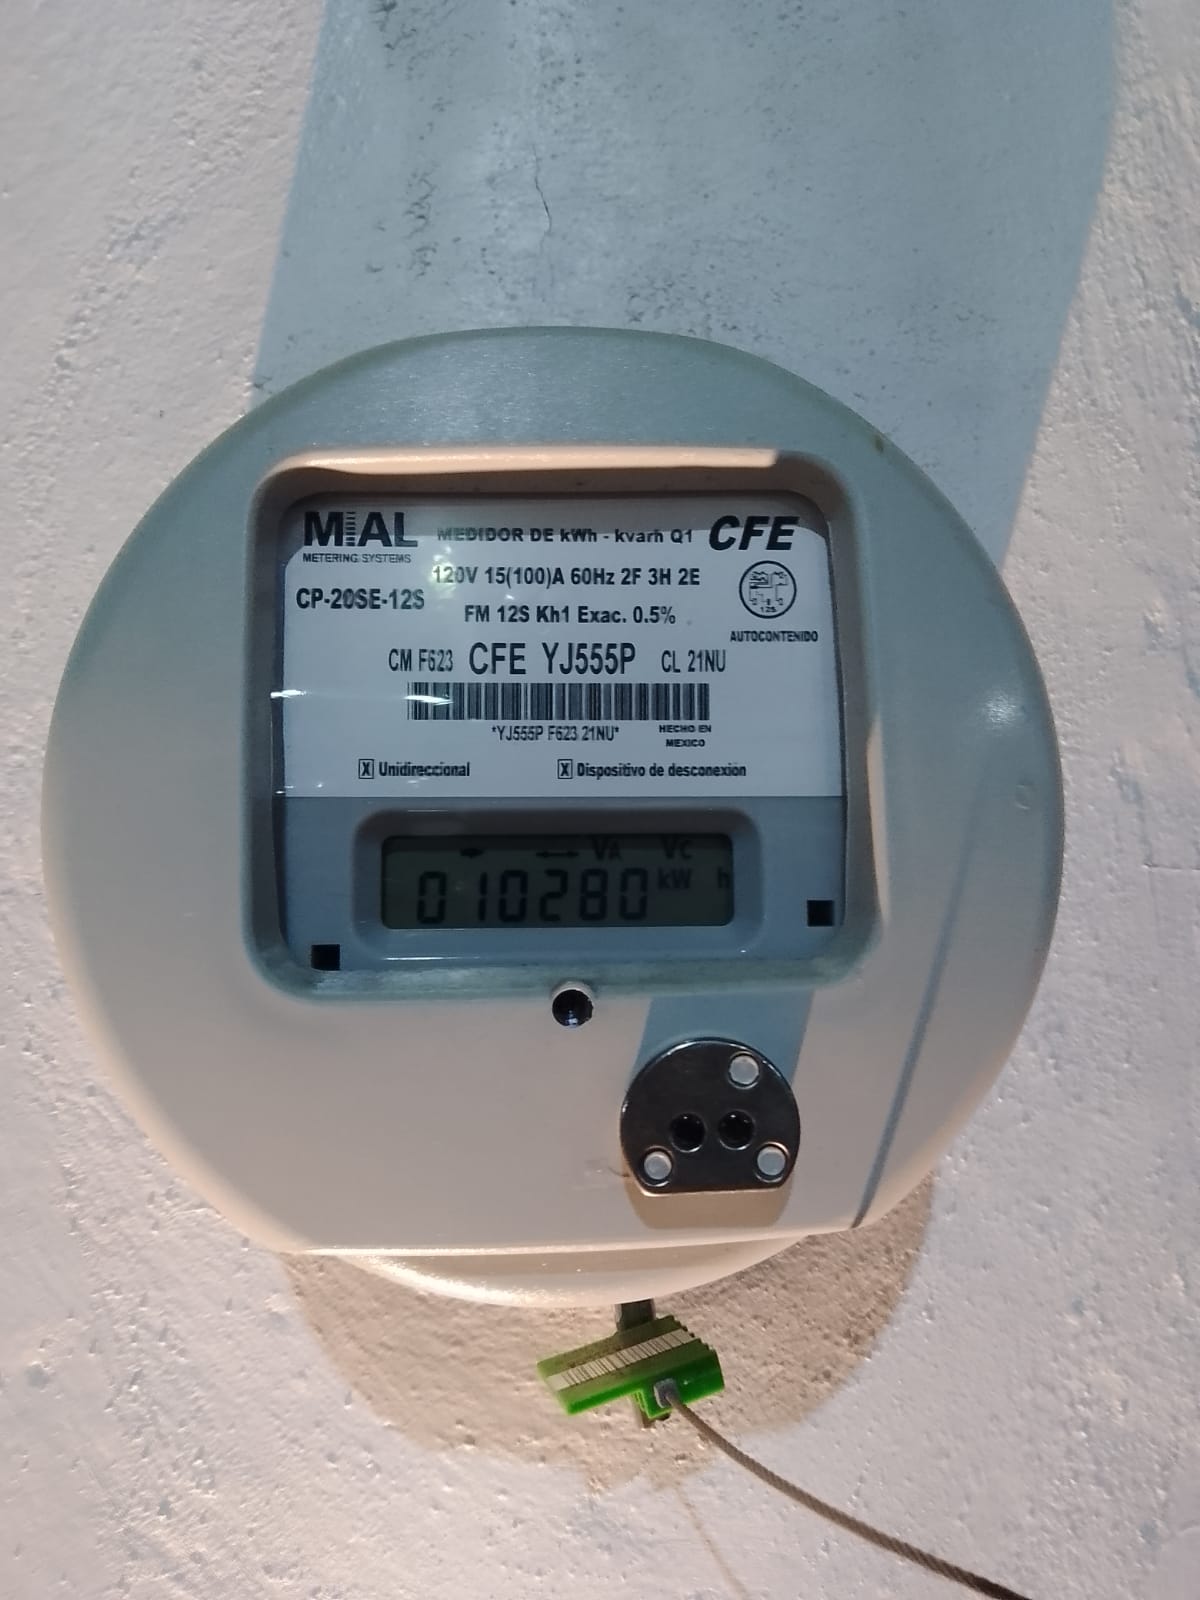 MIAL
METERING SYSTEMS
MEDIDOR DE kWh - kvarh Q1
CFE
120V 15(100)A 60Hz 2F 3H 2E
CP-20SE-12S
FM 12S Kh1 Exac. 0.5%
12S
AUTOCONTENIDO
CM F623 CFE YJ555P CL 21NU
*YJ555P F623 21NU*
HECHO EN
MEXICO
X Unidireccional
X Dispositivo de desconexión
VA VC
010280 kW h